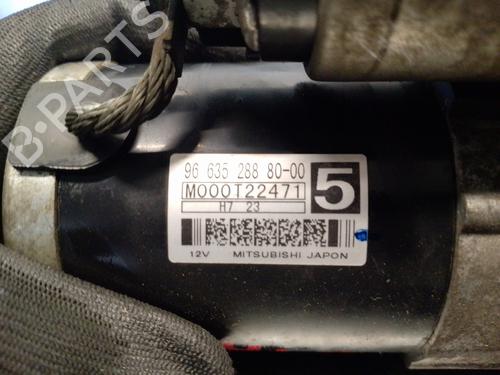 B-PARTS
96 635 288 80-00
M000T22471
5
H7 23
12V MITSUBISHI JAPON